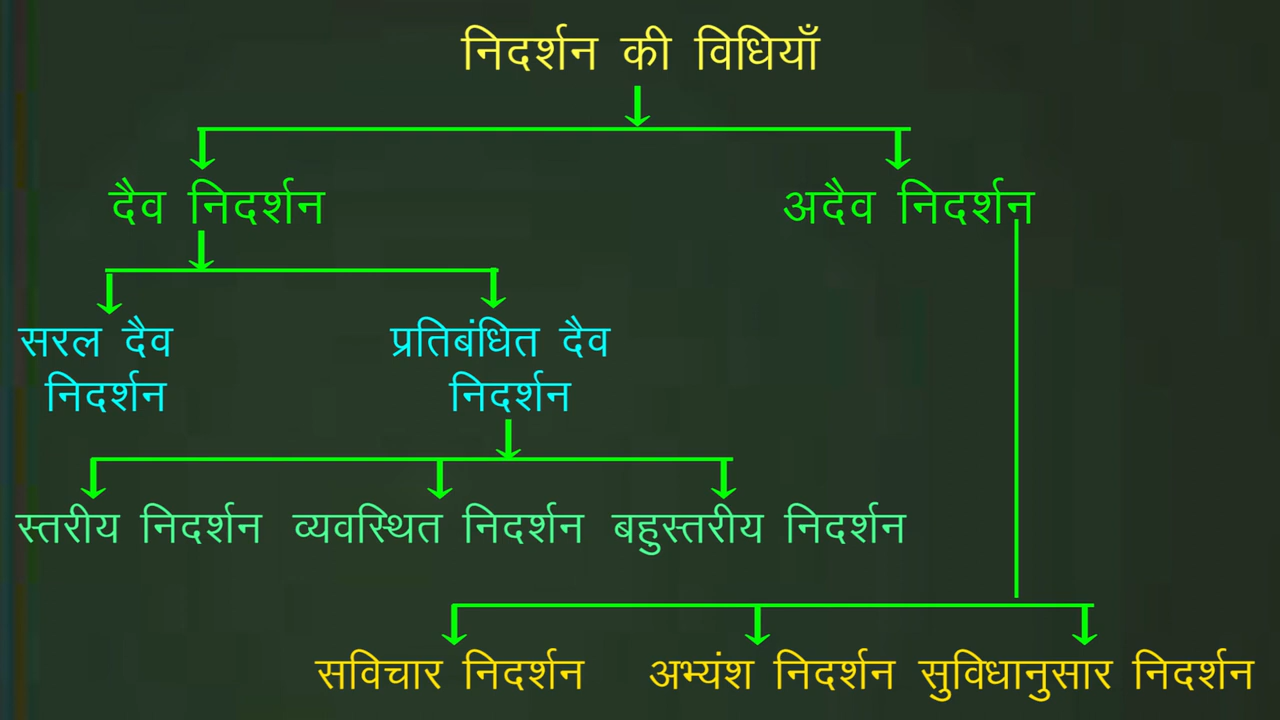 निदर्शन की विधियाँ
दैव निदर्शन
अदैव निदर्शन
सरल दैव
निदर्शन
प्रतिबंधित दैव
निदर्शन
स्तरीय निदर्शन
व्यवस्थित निदर्शन
बहुस्तरीय निदर्शन
सविचार निदर्शन
अभ्यंश निदर्शन
सुविधानुसार निदर्शन